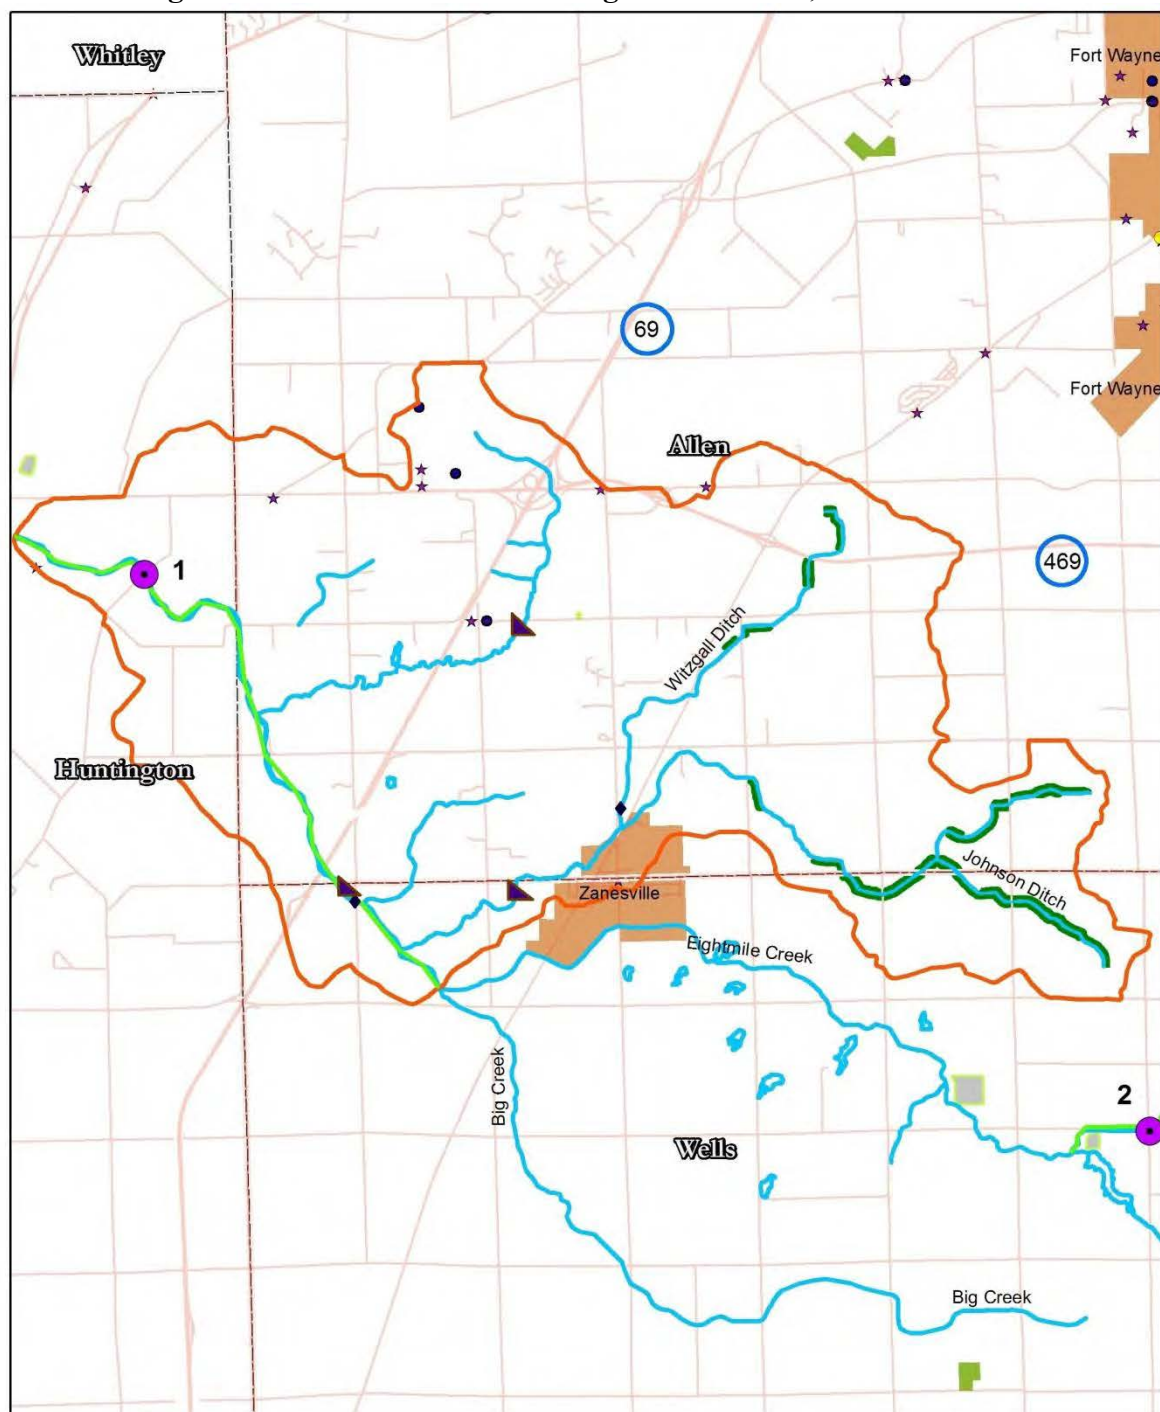 Whitley
Fort Wayne
69
Fort Wayne
Allen
469
1
Witzgall Ditch
Huntington
Johnson Ditch
Zanesville
Eightmile Creek
Big Creek
2
Wells
Big Creek